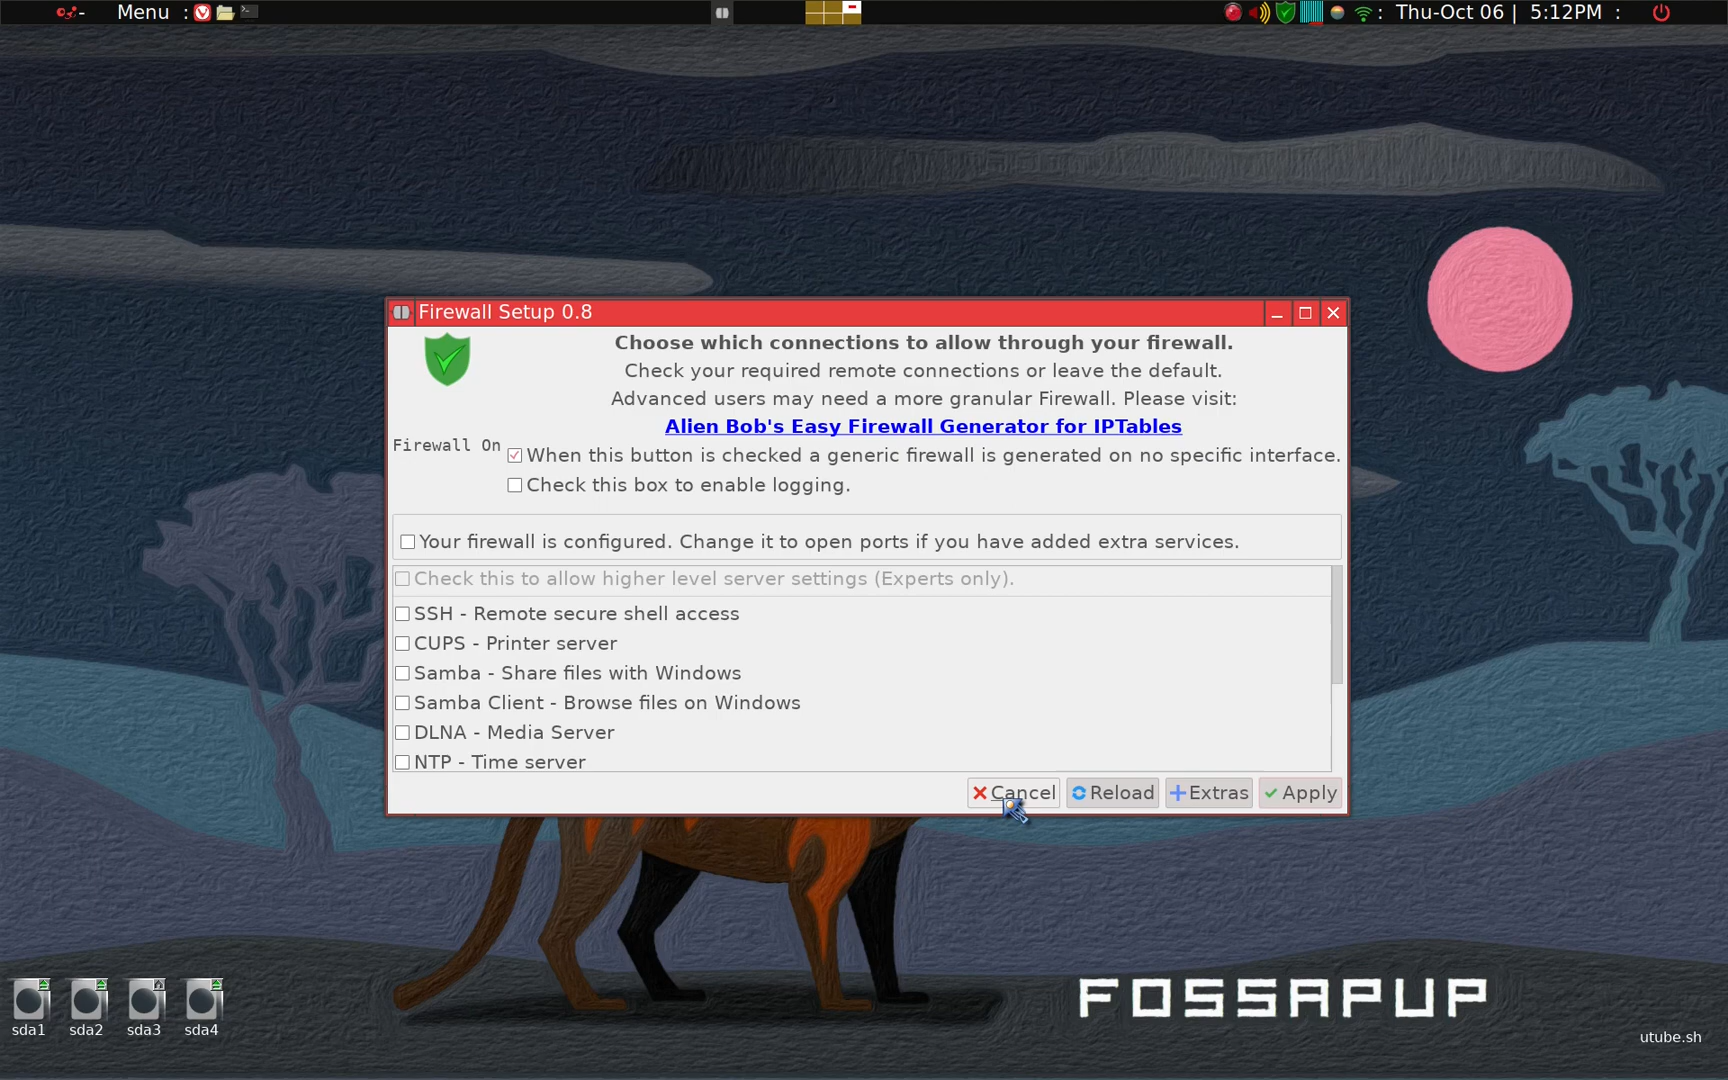 Menu :
Thu-Oct 06 | 5:12PM :
Firewall Setup 0.8
Choose which connections to allow through your firewall.
Check your required remote connections or leave the default.
Advanced users may need a more granular Firewall. Please visit:
Alien Bob's Easy Firewall Generator for IPTables
Firewall On
When this button is checked a generic firewall is generated on no specific interface.
Check this box to enable logging.
Your firewall is configured. Change it to open ports if you have added extra services.
Check this to allow higher level server settings (Experts only).
SSH - Remote secure shell access
CUPS - Printer server
Samba - Share files with Windows
Samba Client - Browse files on Windows
DLNA - Media Server
NTP - Time server
Cancel Reload Extras Apply
FOSSAPUP
sda1 sda2 sda3 sda4
utube.sh